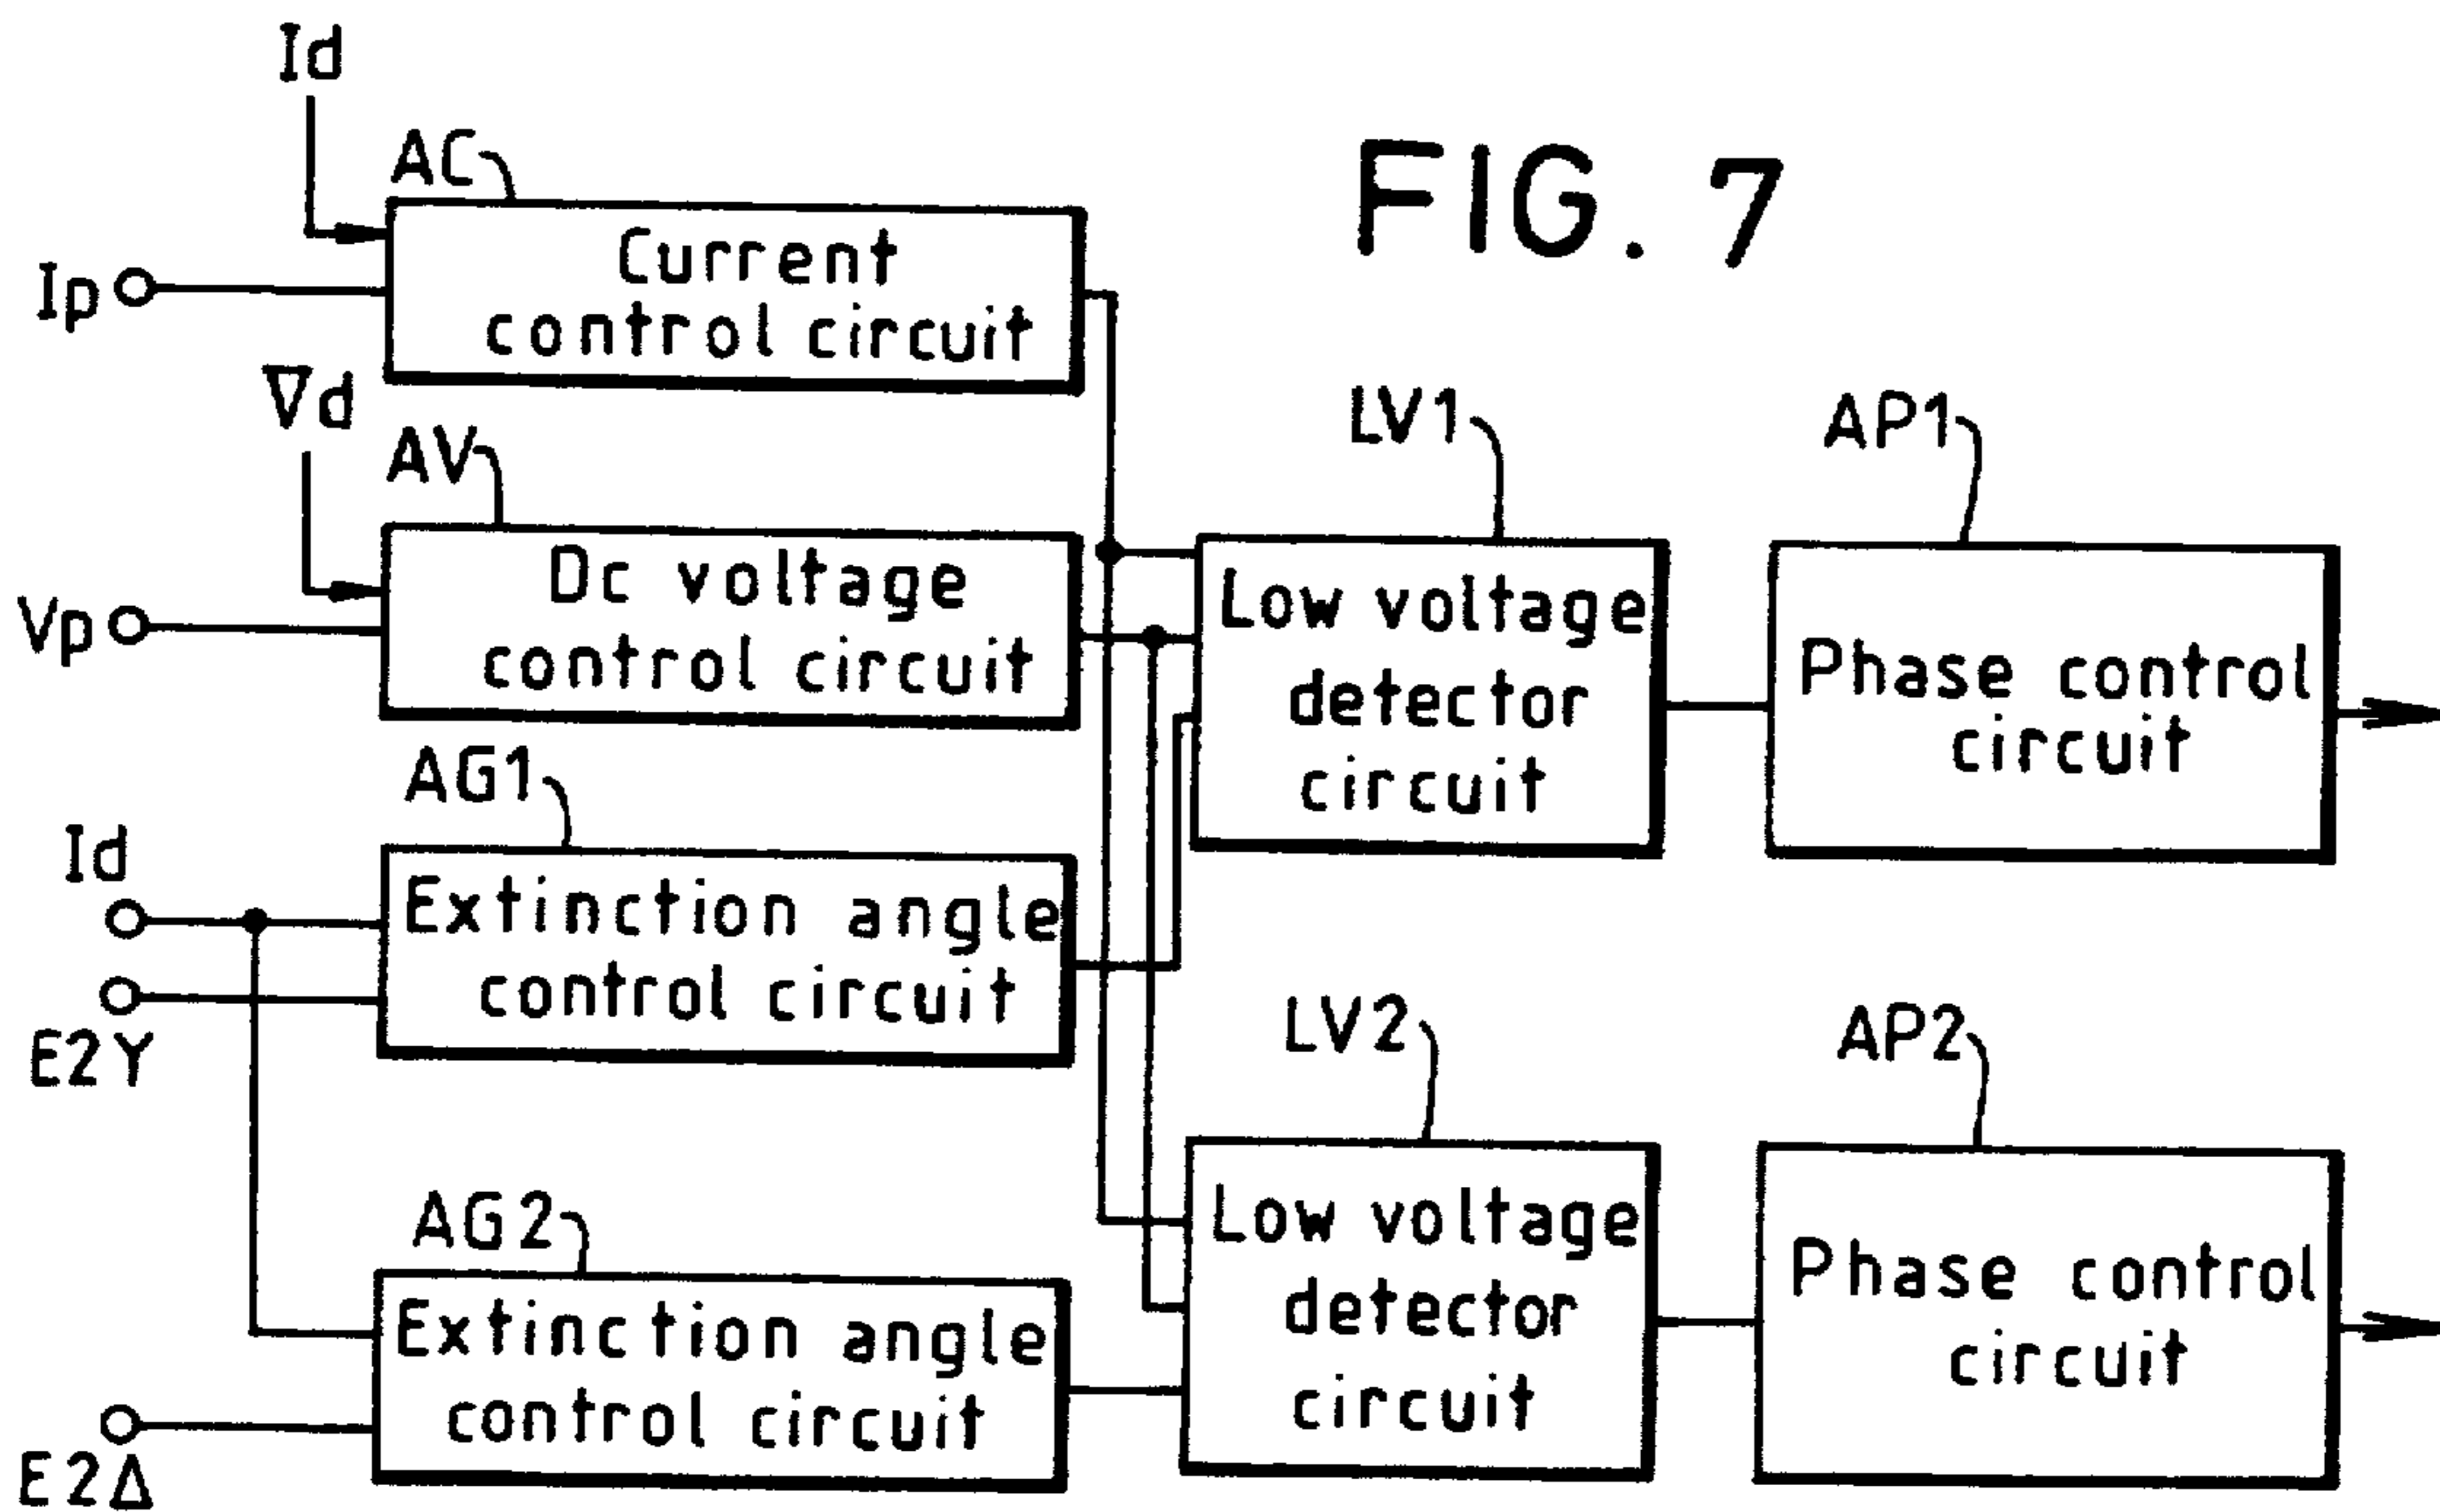 Id
AC
FIG. 7
Current
control circuit
Ip
Vd
AV
LV1
AP1
Dc voltage
control circuit
Vp
Low voltage
detector
circuit
Phase control
circuit
AG1
Id
Extinction angle
control circuit
E2Y
LV2
AP2
AG2
Low voltage
detector
circuit
Phase control
circuit
Extinction angle
control circuit
E2Δ